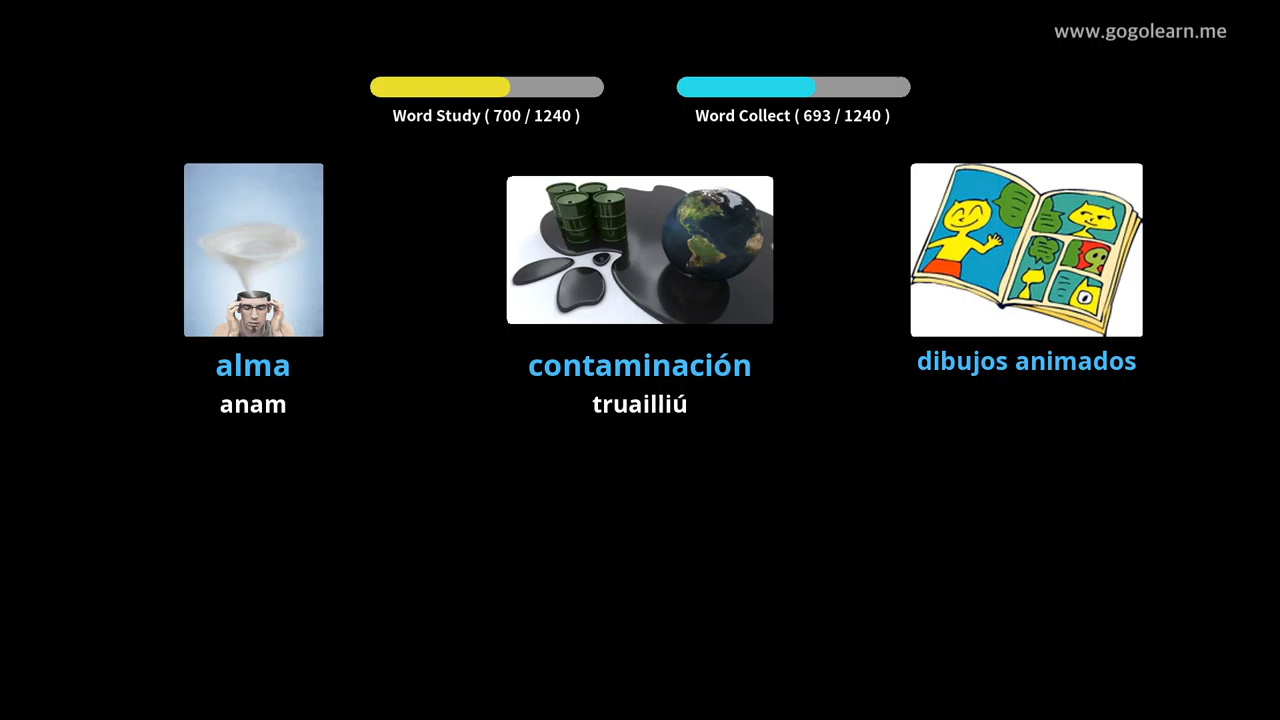 www.gogolearn.me
Word Study ( 700 / 1240 )
Word Collect ( 693 / 1240 )
alma
anam
contaminación
truailliú
dibujos animados